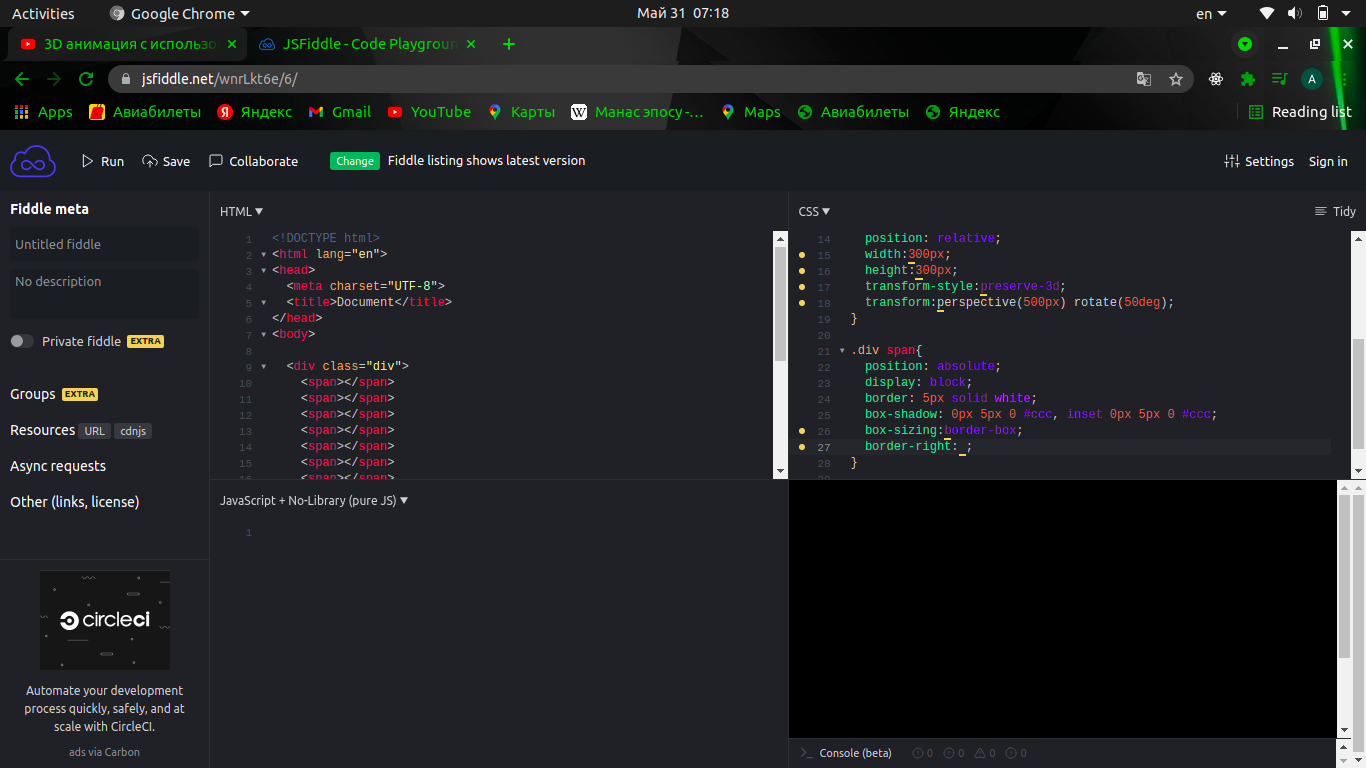 Activities
Google Chrome
Май 31 07:18
en
3D анимация с использо
JSFiddle - Code Playgroun
jsfiddle.net/wnrLkt6e/6/
A
Apps
Авиабилеты
Яндекс
Gmail
YouTube
Карты
Манас эпосу -…
Maps
Авиабилеты
Яндекс
Reading list
Run
Save
Collaborate
Change
Fiddle listing shows latest version
Settings
Sign in
Fiddle meta
Untitled fiddle
No description
Private fiddle EXTRA
Groups EXTRA
Resources URL cdnjs
Async requests
Other (links, license)
circleci
Automate your development
process quickly, safely, and at
scale with CircleCI.
ads via Carbon
HTML
1 <!DOCTYPE html>
2 <html lang="en">
3 <head>
4 <meta charset="UTF-8">
5 <title>Document</title>
6 </head>
7 <body>
8
9 <div class="div">
10 <span></span>
11 <span></span>
12 <span></span>
13 <span></span>
14 <span></span>
15 <span></span>
16 <span></span>
JavaScript + No-Library (pure JS)
1
CSS
Tidy
14 position: relative;
15 width:300px;
16 height:300px;
17 transform-style:preserve-3d;
18 transform:perspective(500px) rotate(50deg);
19 }
20
21 .div span{
22 position: absolute;
23 display: block;
24 border: 5px solid white;
25 box-shadow: 0px 5px 0 #ccc, inset 0px 5px 0 #ccc;
26 box-sizing:border-box;
27 border-right: ;
28 }
29
>_ Console (beta)
0
0
0
0